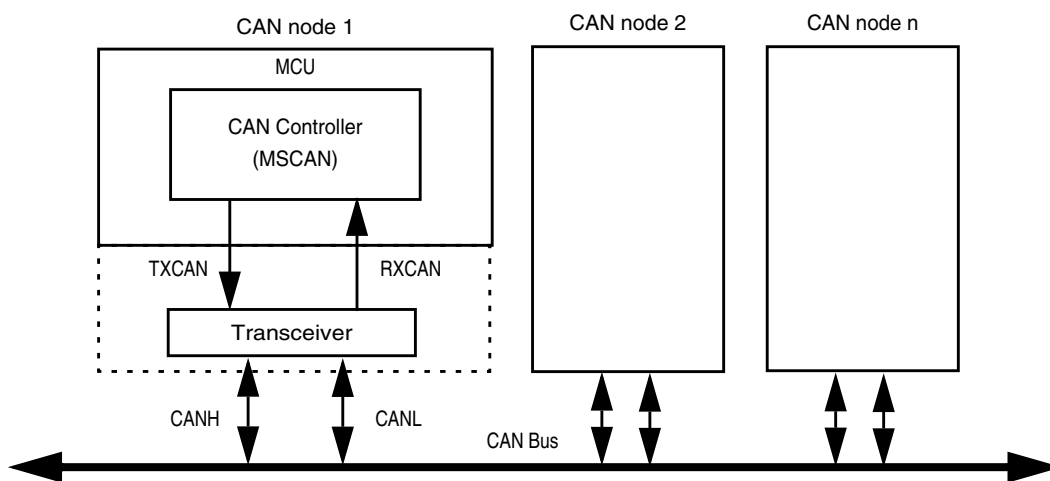 CAN node 1
CAN node 2
CAN node n
MCU
CAN Controller
(MSCAN)
TXCAN
RXCAN
Transceiver
CANH
CANL
CAN Bus